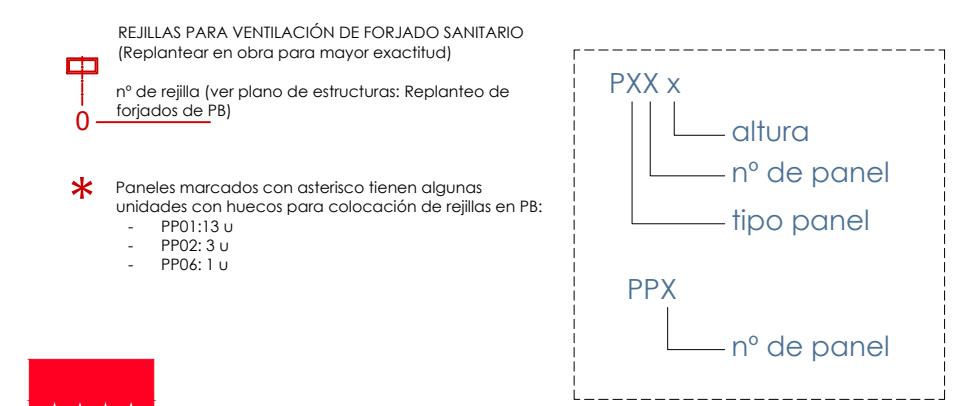 REJILLAS PARA VENTILACIÓN DE FORJADO SANITARIO
(Replantear en obra para mayor exactitud)
nº de rejilla (ver plano de estructuras: Replanteo de
forjados de PB)
0
* Paneles marcados con asterisco tienen algunas
unidades con huecos para colocación de rejillas en PB:
- PP01:13 u
- PP02: 3 u
- PP06: 1 u
PXX x
altura
nº de panel
tipo panel
PPX
nº de panel